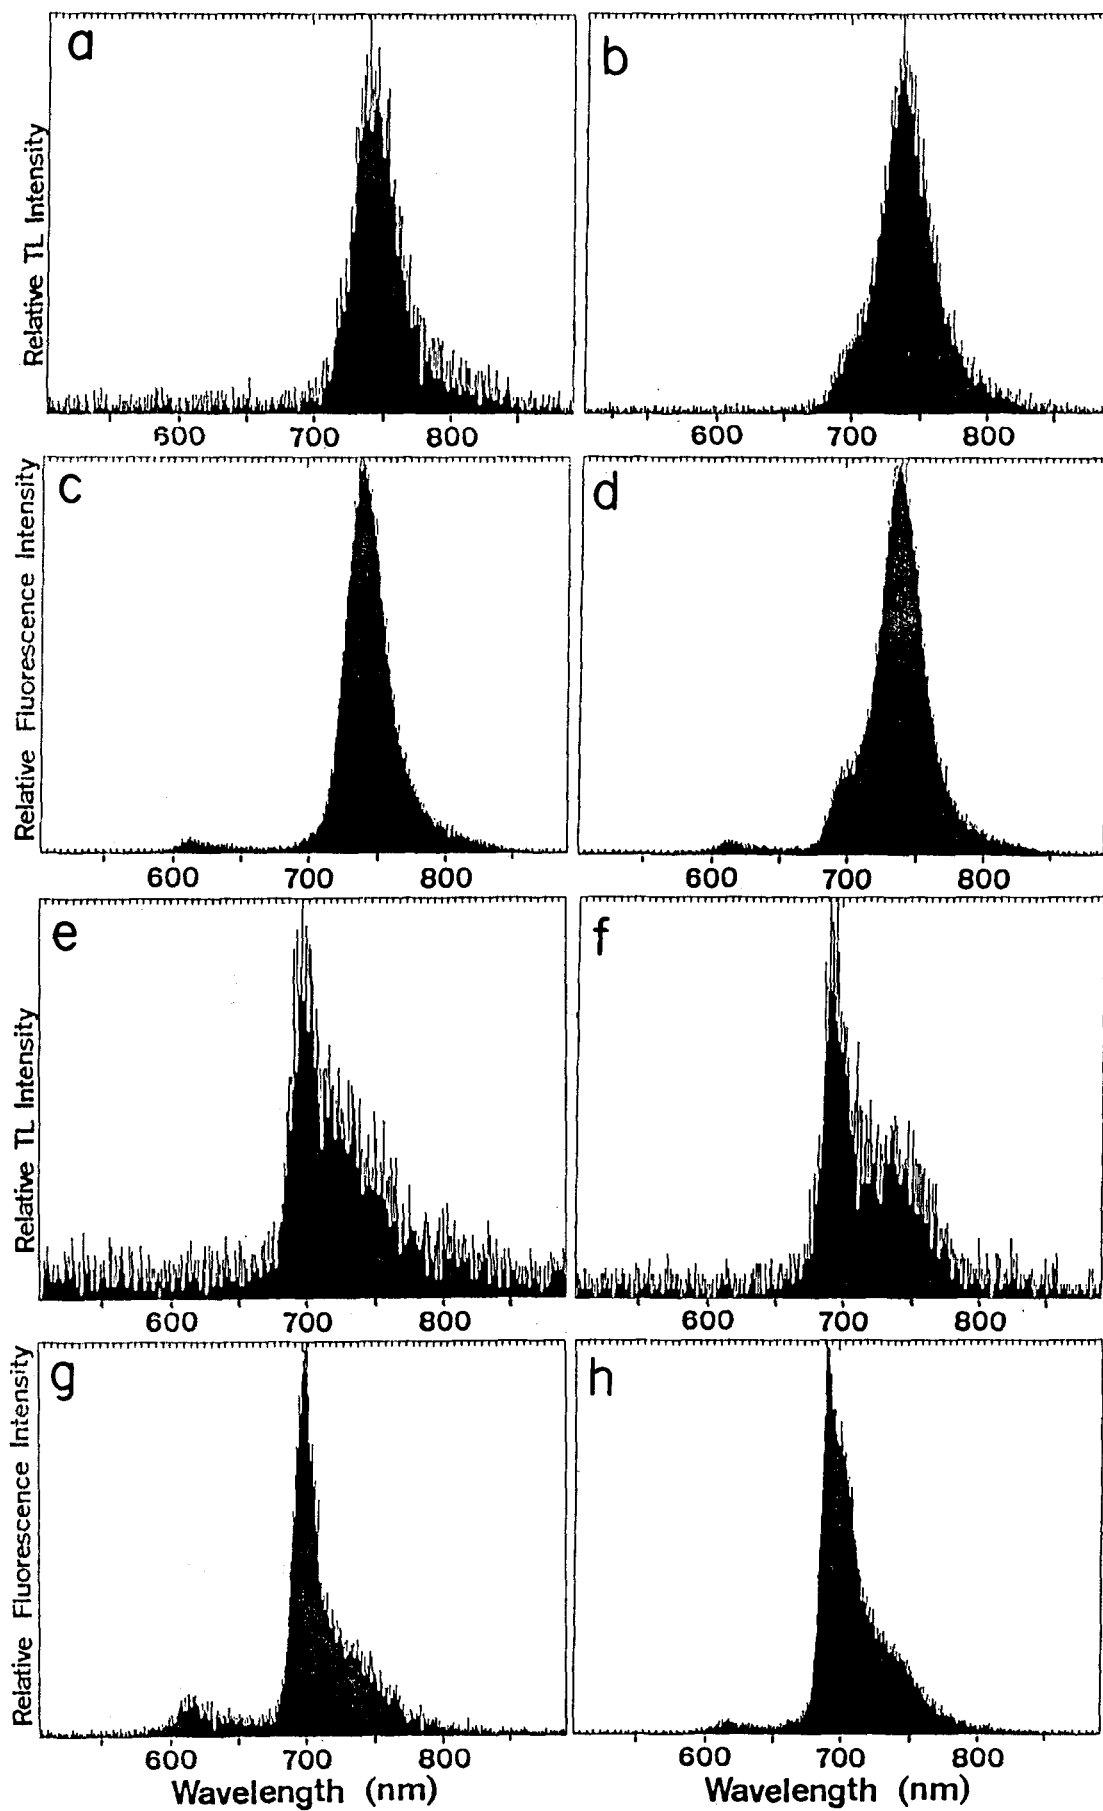 a
b
Relative TL Intensity
600 700 800
600 700 800
c
d
Relative Fluorescence Intensity
600 700 800
600 700 800
e
f
Relative TL Intensity
600 700 800
600 700 800
g
h
Relative Fluorescence Intensity
600 700 800
600 700 800
Wavelength (nm)
Wavelength (nm)